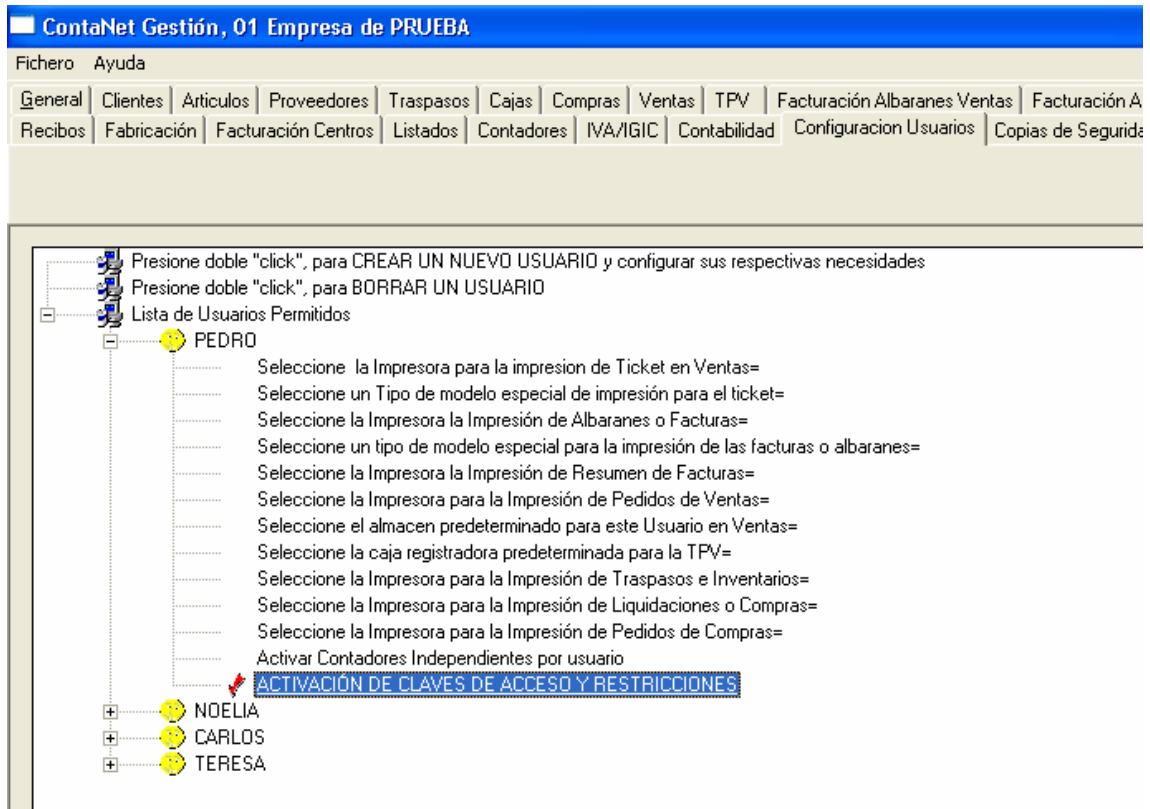 ContaNet Gestión, 01 Empresa de PRUEBA
Fichero Ayuda
General Clientes Articulos Proveedores Traspasos Cajas Compras Ventas TPV Facturación Albaranes Ventas Facturación A
Recibos Fabricación Facturación Centros Listados Contadores IVA/IGIC Contabilidad Configuracion Usuarios Copias de Segurida
Presione doble "click", para CREAR UN NUEVO USUARIO y configurar sus respectivas necesidades
Presione doble "click", para BORRAR UN USUARIO
Lista de Usuarios Permitidos
PEDRO
Seleccione la Impresora para la impresion de Ticket en Ventas=
Seleccione un Tipo de modelo especial de impresión para el ticket=
Seleccione la Impresora la Impresión de Albaranes o Facturas=
Seleccione un tipo de modelo especial para la impresión de las facturas o albaranes=
Seleccione la Impresora la Impresión de Resumen de Facturas=
Seleccione la Impresora para la Impresión de Pedidos de Ventas=
Seleccione el almacen predeterminado para este Usuario en Ventas=
Seleccione la caja registradora predeterminada para la TPV=
Seleccione la Impresora para la Impresión de Traspasos e Inventarios=
Seleccione la Impresora para la Impresión de Liquidaciones o Compras=
Seleccione la Impresora para la Impresión de Pedidos de Compras=
Activar Contadores Independientes por usuario
ACTIVACIÓN DE CLAVES DE ACCESO Y RESTRICCIONES
NOELIA
CARLOS
TERESA